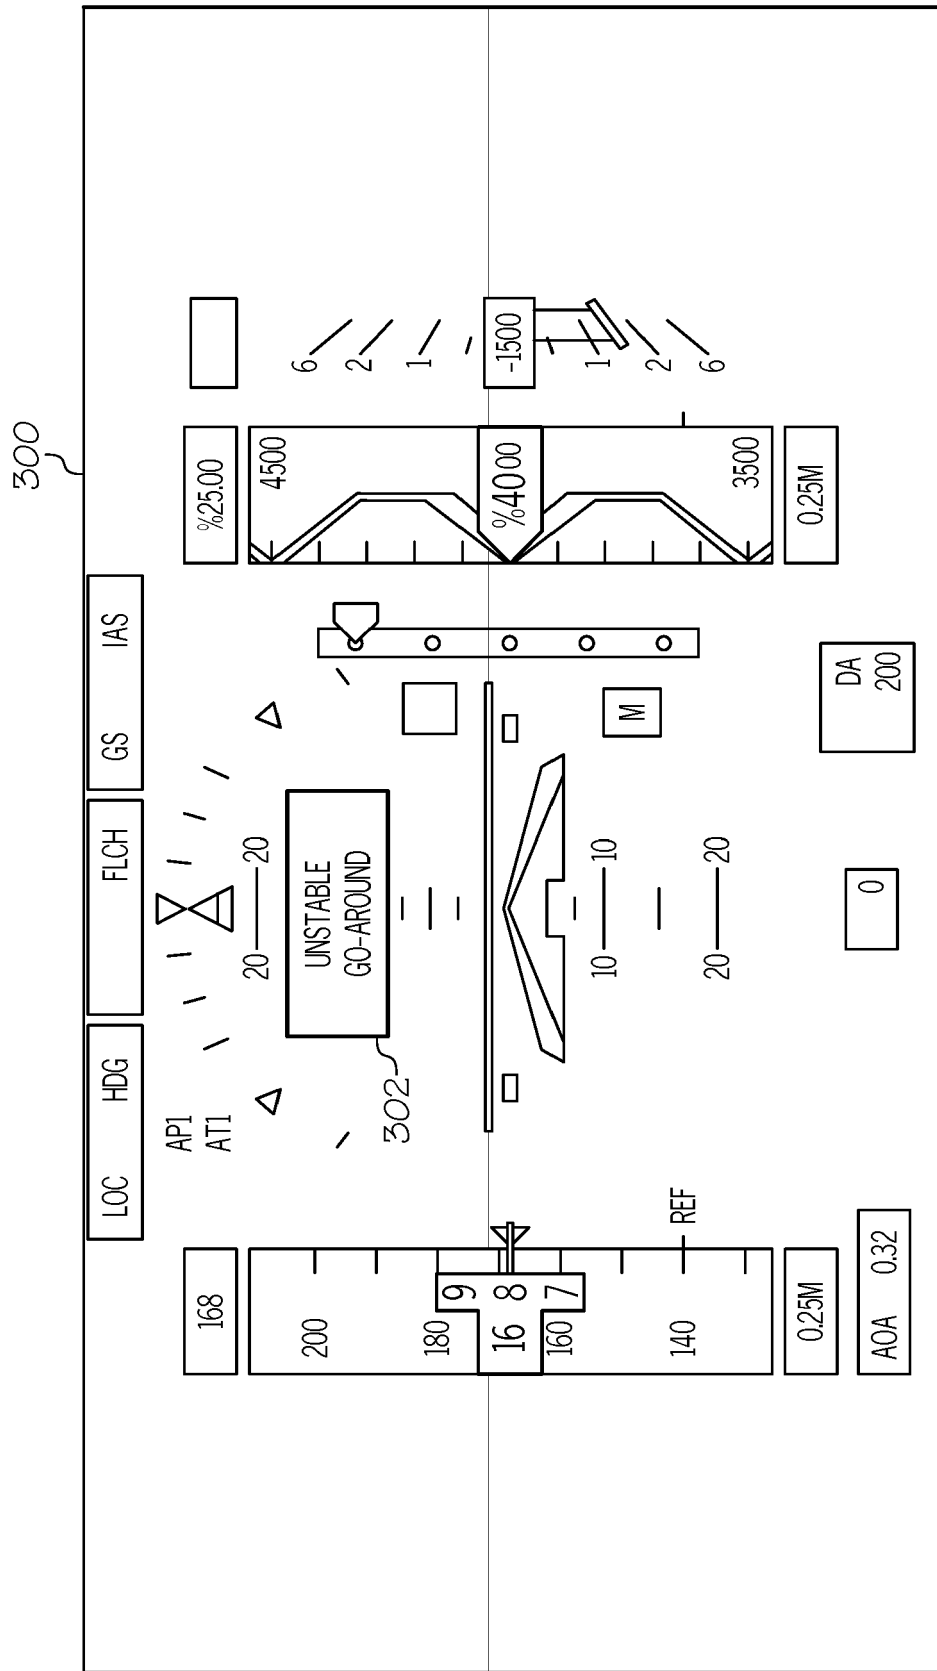 300
LOC HDG
FLCH
GS IAS
AP1
AT1
168
200
180
9
16 8
7
160
140
REF
0.25M
AOA 0.32
20 20
UNSTABLE
GO-AROUND
302
10 10
20 20
0
M
DA
200
%25.00
4500
%4000
3500
0.25M
6
2
1
-1500
1
2
6